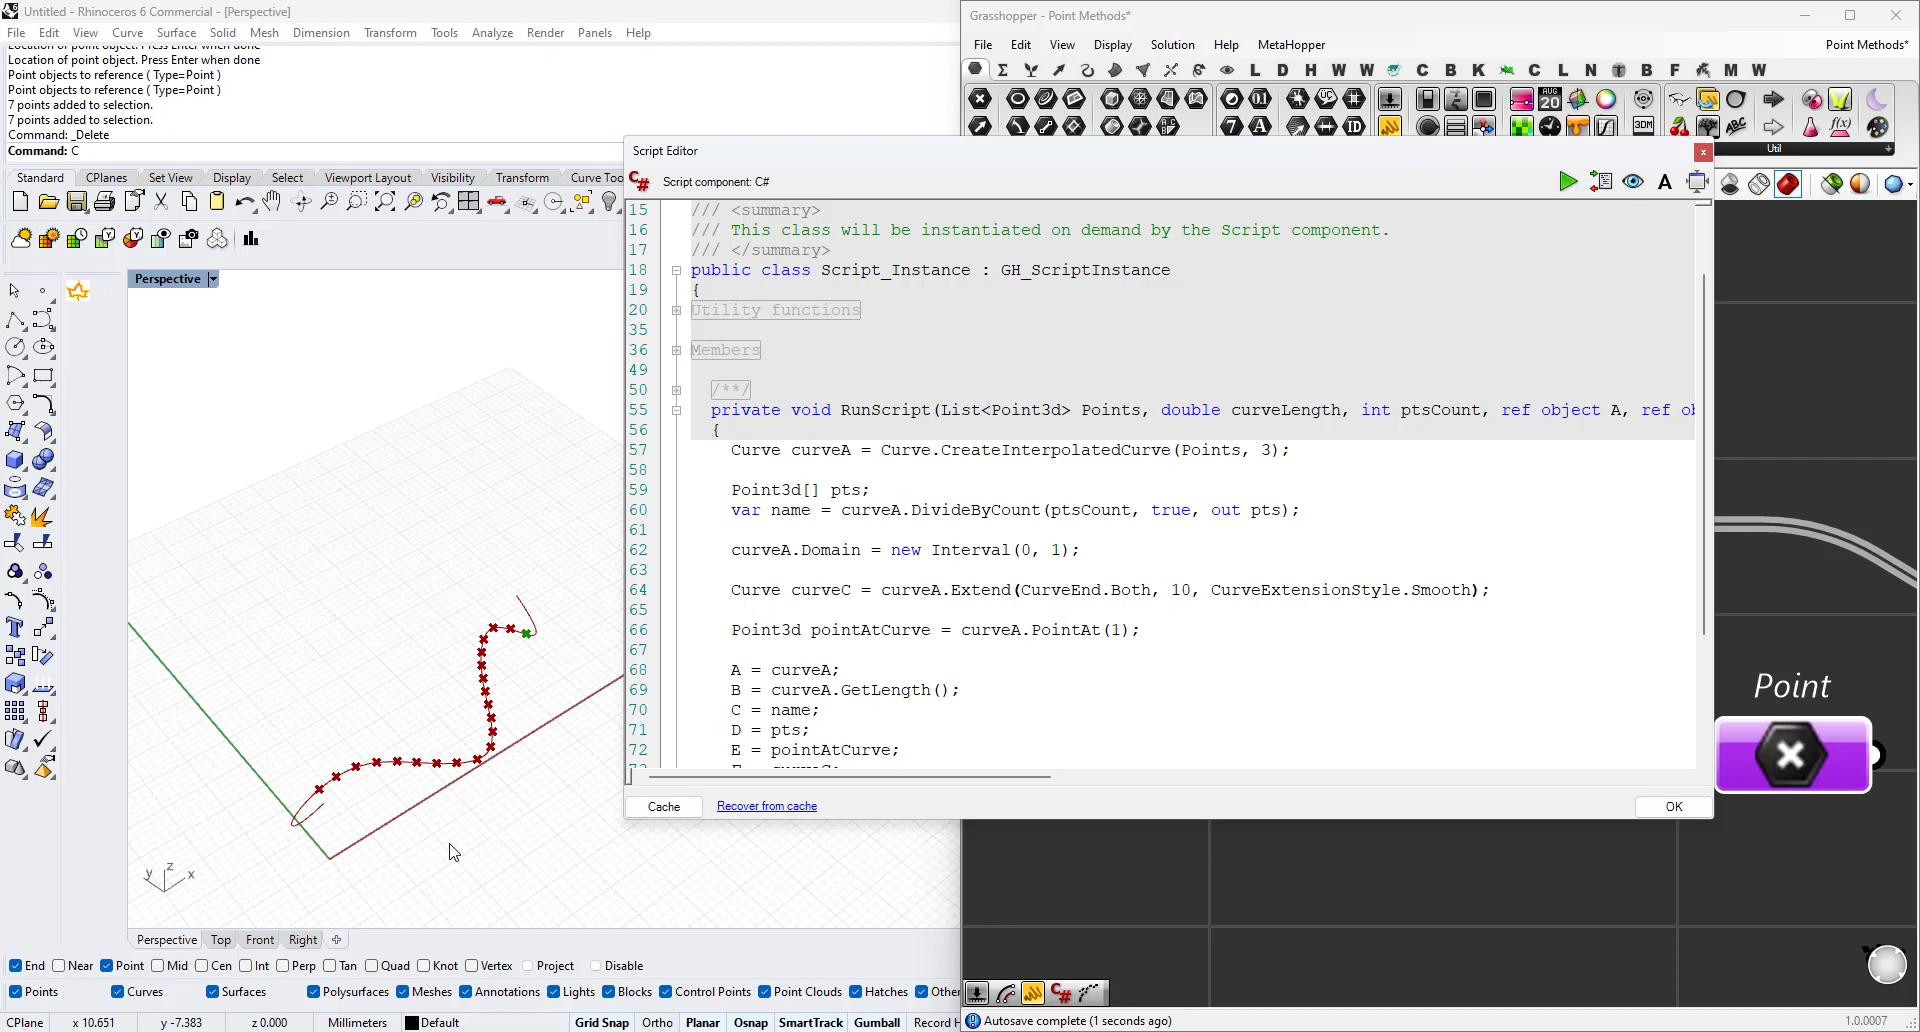 Untitled - Rhinoceros 6 Commercial - [Perspective]
File Edit View Curve Surface Solid Mesh Dimension Transform Tools Analyze Render Panels Help
Location of point object. Press Enter when done
Location of point object. Press Enter when done
Point objects to reference ( Type=Point )
Point objects to reference ( Type=Point )
7 points added to selection.
7 points added to selection.
Command: _Delete
Command: C
Standard CPlanes Set View Display Select Viewport Layout Visibility Transform Curve Too
Perspective
Grasshopper - Point Methods*
File Edit View Display Solution Help MetaHopper Point Methods*
L D H W W C B K C L N B F M W
Util
Script Editor
Script component: C#
15 /// <summary>
16 /// This class will be instantiated on demand by the Script component.
17 /// </summary>
18 public class Script_Instance : GH_ScriptInstance
19 {
20 Utility functions
35
36 Members
49
50 /**/
55 private void RunScript(List<Point3d> Points, double curveLength, int ptsCount, ref object A, ref ob
56 {
57 Curve curveA = Curve.CreateInterpolatedCurve(Points, 3);
58
59 Point3d[] pts;
60 var name = curveA.DivideByCount(ptsCount, true, out pts);
61
62 curveA.Domain = new Interval(0, 1);
63
64 Curve curveC = curveA.Extend(CurveEnd.Both, 10, CurveExtensionStyle.Smooth);
65
66 Point3d pointAtCurve = curveA.PointAt(1);
67
68 A = curveA;
69 B = curveA.GetLength();
70 C = name;
71 D = pts;
72 E = pointAtCurve;
Cache Recover from cache OK
Point
y z x
Perspective Top Front Right
End Near Point Mid Cen Int Perp Tan Quad Knot Vertex Project Disable
Points Curves Surfaces Polysurfaces Meshes Annotations Lights Blocks Control Points Point Clouds Hatches Other
CPlane x 10.651 y -7.383 z 0.000 Millimeters Default Grid Snap Ortho Planar Osnap SmartTrack Gumball Record H
Autosave complete (1 seconds ago) 1.0.0007